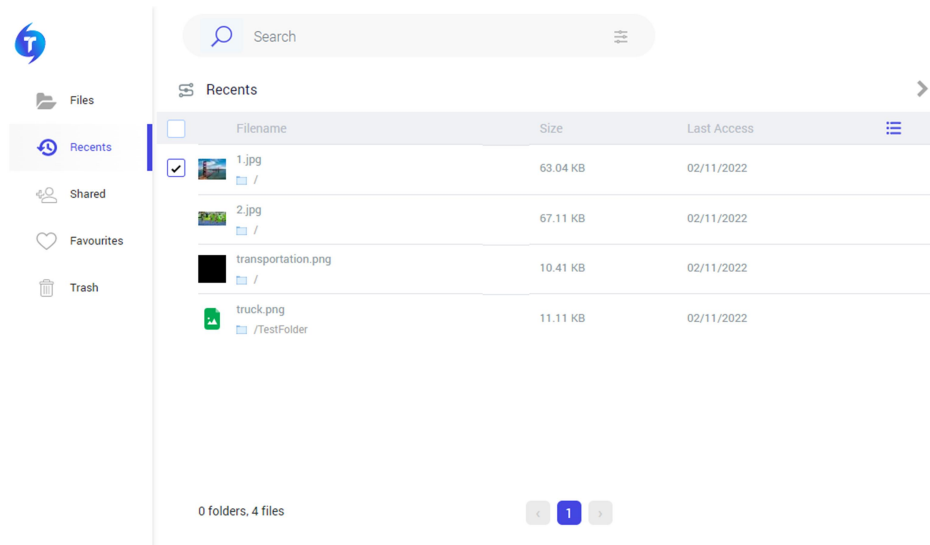 T
Search
Files
Recents
Recents
Filename Size Last Access
1.jpg
/
63.04 KB 02/11/2022
Shared
2.jpg
/
67.11 KB 02/11/2022
Favourites
transportation.png
/
10.41 KB 02/11/2022
Trash
truck.png
/TestFolder
11.11 KB 02/11/2022
0 folders, 4 files
< 1 >